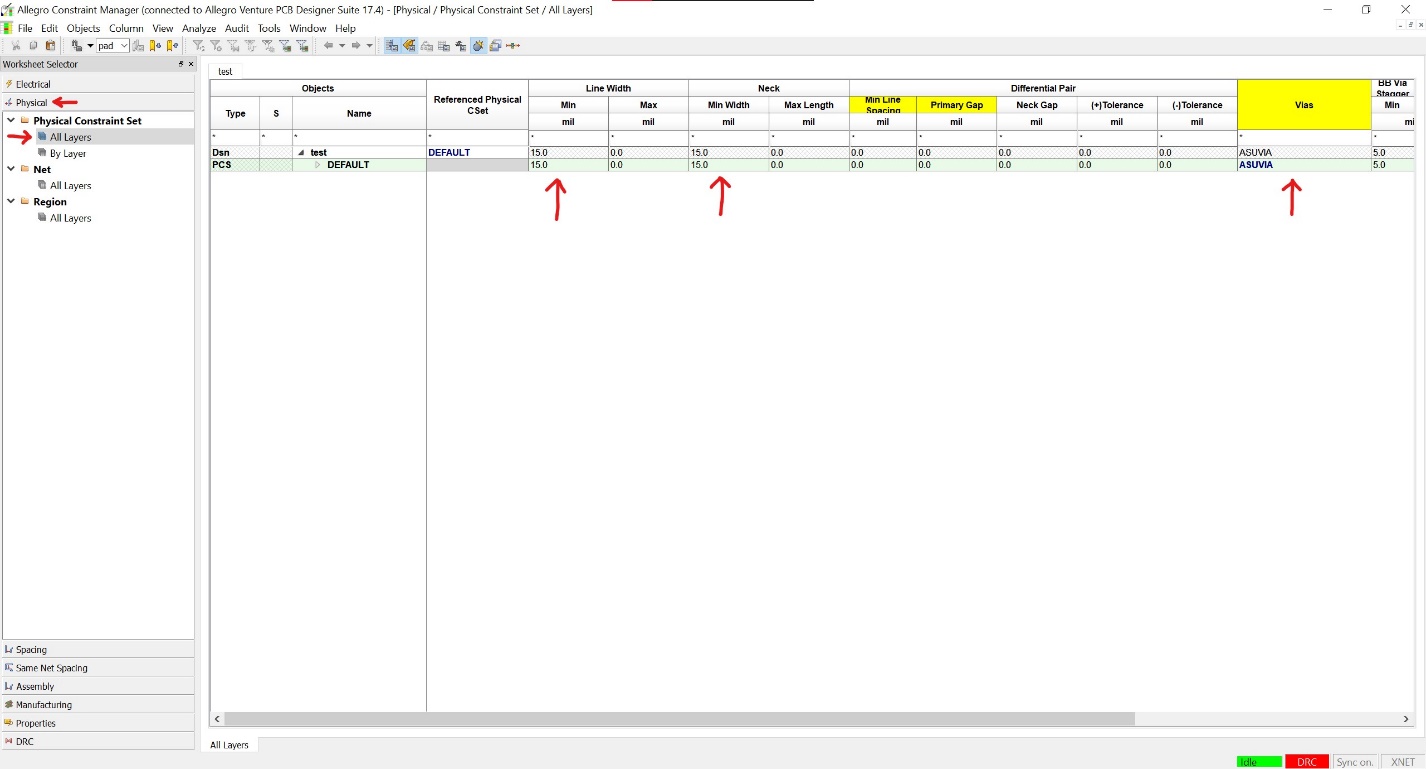 Allegro Constraint Manager (connected to Allegro Venture PCB Designer Suite 17.4) - [Physical / Physical Constraint Set / All Layers]
File Edit Objects Column View Analyze Audit Tools Window Help
pad
Worksheet Selector
Electrical
Physical
Physical Constraint Set
All Layers
By Layer
Net
All Layers
Region
All Layers
Spacing
Same Net Spacing
Assembly
Manufacturing
Properties
DRC
test
Objects Referenced Physical CSet Line Width Neck Differential Pair Vias BB Via Stagger
Type S Name Min Max Min Width Max Length Min Line Spacing Primary Gap Neck Gap (+)Tolerance (-)Tolerance Min
mil mil mil mil mil mil mil mil mil mi
* * * * * * * * * * * * * * *
Dsn test DEFAULT 15.0 0.0 15.0 0.0 0.0 0.0 0.0 0.0 0.0 ASUVIA 5.0
PCS DEFAULT 15.0 0.0 15.0 0.0 0.0 0.0 0.0 0.0 0.0 ASUVIA 5.0
All Layers
Idle DRC Sync on. XNET